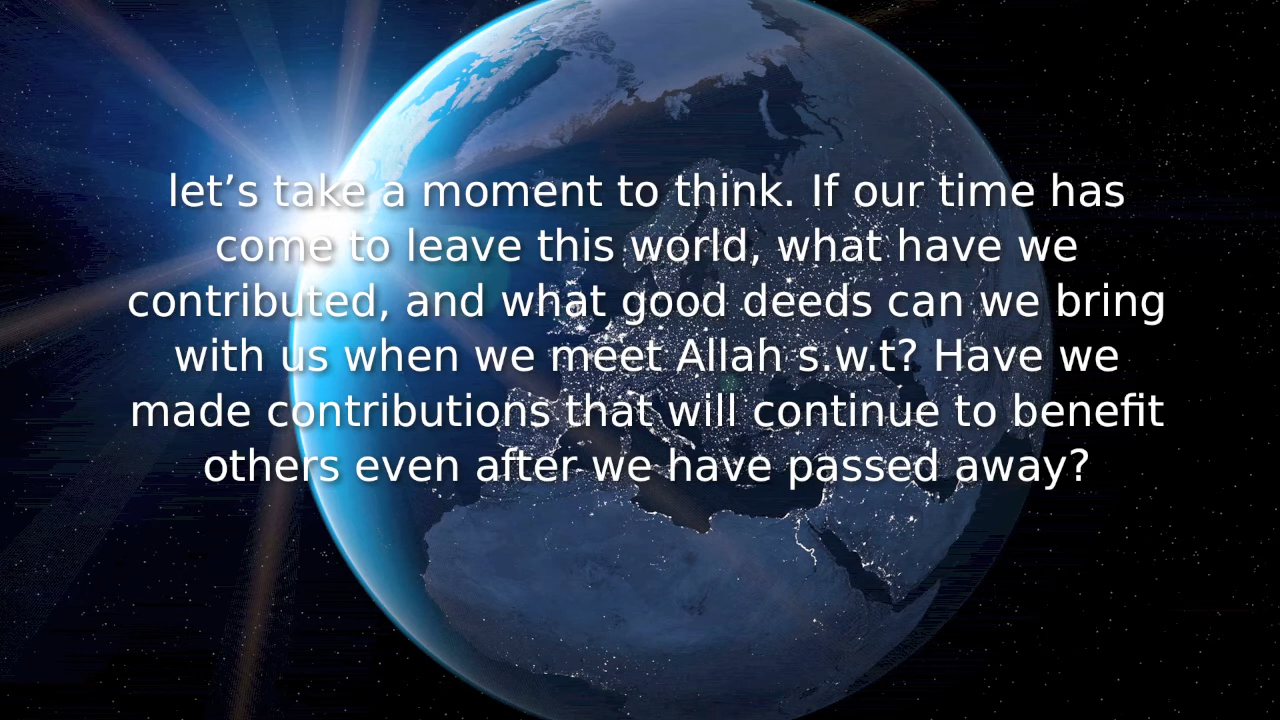 let’s take a moment to think. If our time has
come to leave this world, what have we
contributed, and what good deeds can we bring
with us when we meet Allah s.w.t? Have we
made contributions that will continue to benefit
others even after we have passed away?